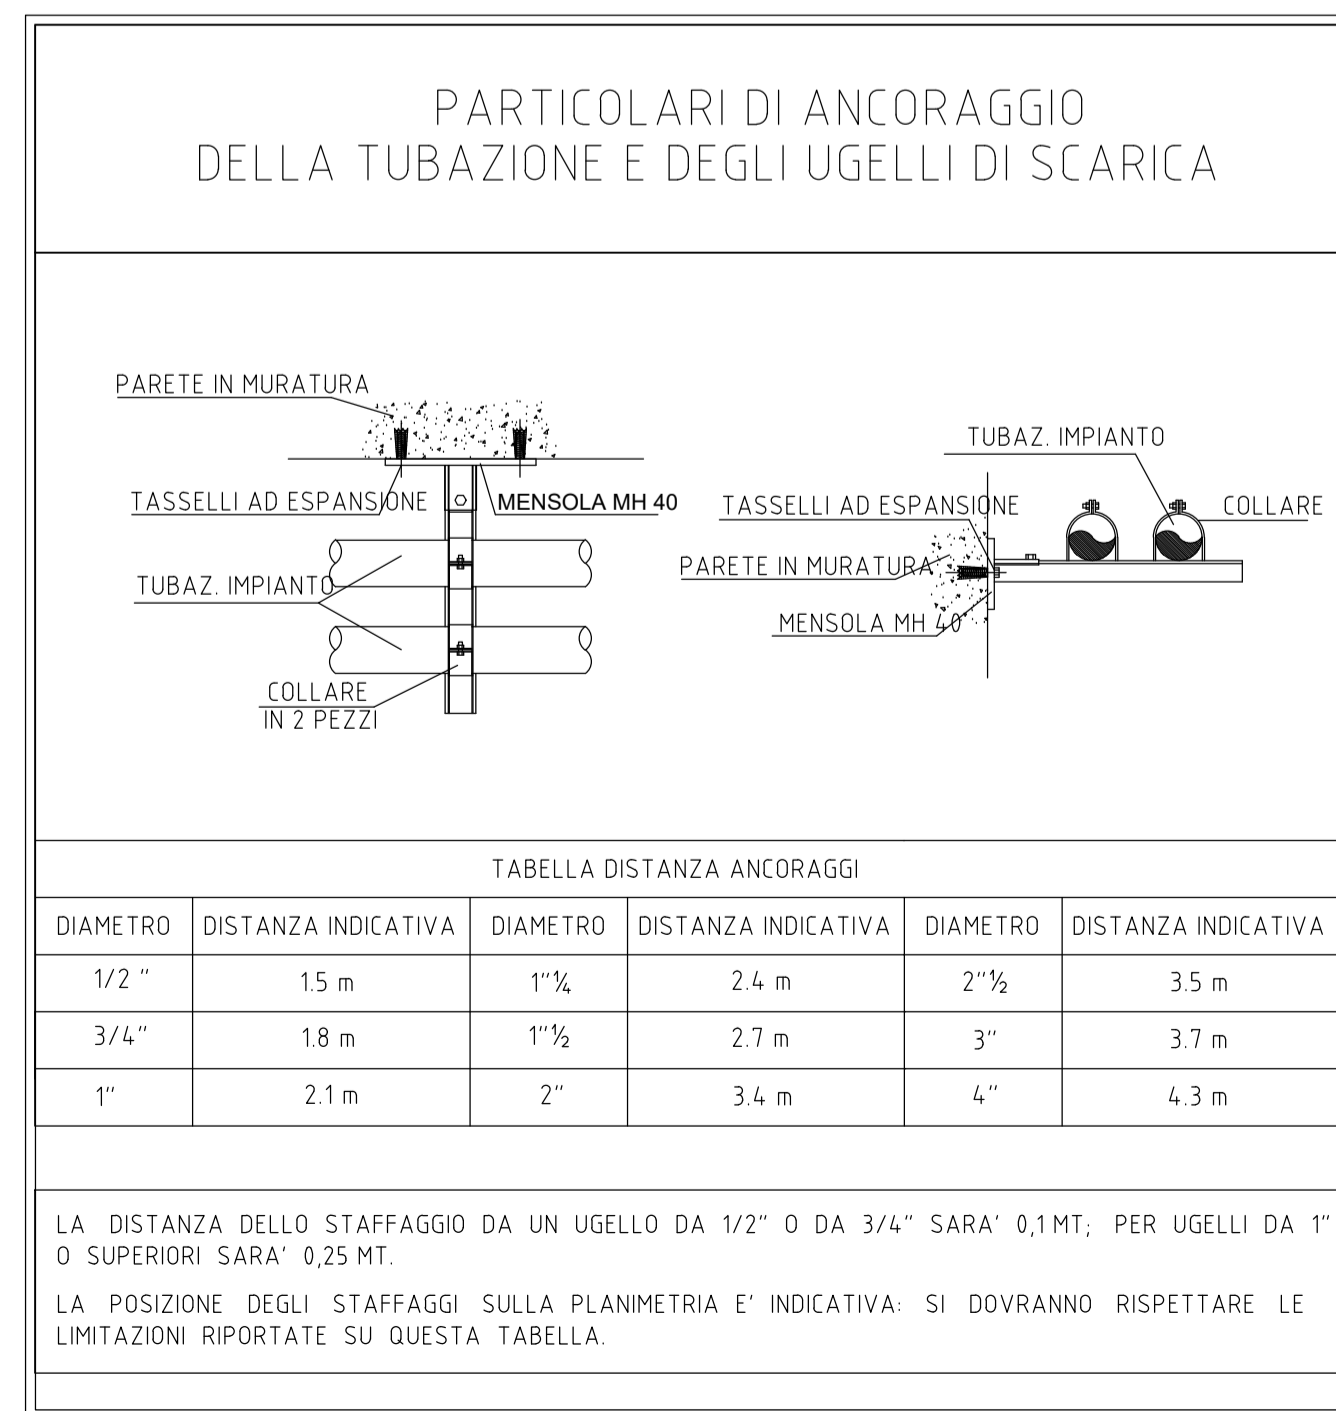 PARTICOLARI DI ANCORAGGIO
DELLA TUBAZIONE E DEGLI UGELLI DI SCARICA
PARETE IN MURATURA
TASSELLI AD ESPANSIONE
MENSOLA MH 40
TUBAZ. IMPIANTO
COLLARE
IN 2 PEZZI
TUBAZ. IMPIANTO
TASSELLI AD ESPANSIONE
COLLARE
PARETE IN MURATURA
MENSOLA MH 40
TABELLA DISTANZA ANCORAGGI
DIAMETRO DISTANZA INDICATIVA DIAMETRO DISTANZA INDICATIVA DIAMETRO DISTANZA INDICATIVA
1/2 " 1.5 m 1"¼ 2.4 m 2"½ 3.5 m
3/4" 1.8 m 1"½ 2.7 m 3" 3.7 m
1" 2.1 m 2" 3.4 m 4" 4.3 m
LA DISTANZA DELLO STAFFAGGIO DA UN UGELLO DA 1/2" O DA 3/4" SARA' 0,1 MT; PER UGELLI DA 1"
O SUPERIORI SARA' 0,25 MT.
LA POSIZIONE DEGLI STAFFAGGI SULLA PLANIMETRIA E' INDICATIVA: SI DOVRANNO RISPETTARE LE
LIMITAZIONI RIPORTATE SU QUESTA TABELLA.